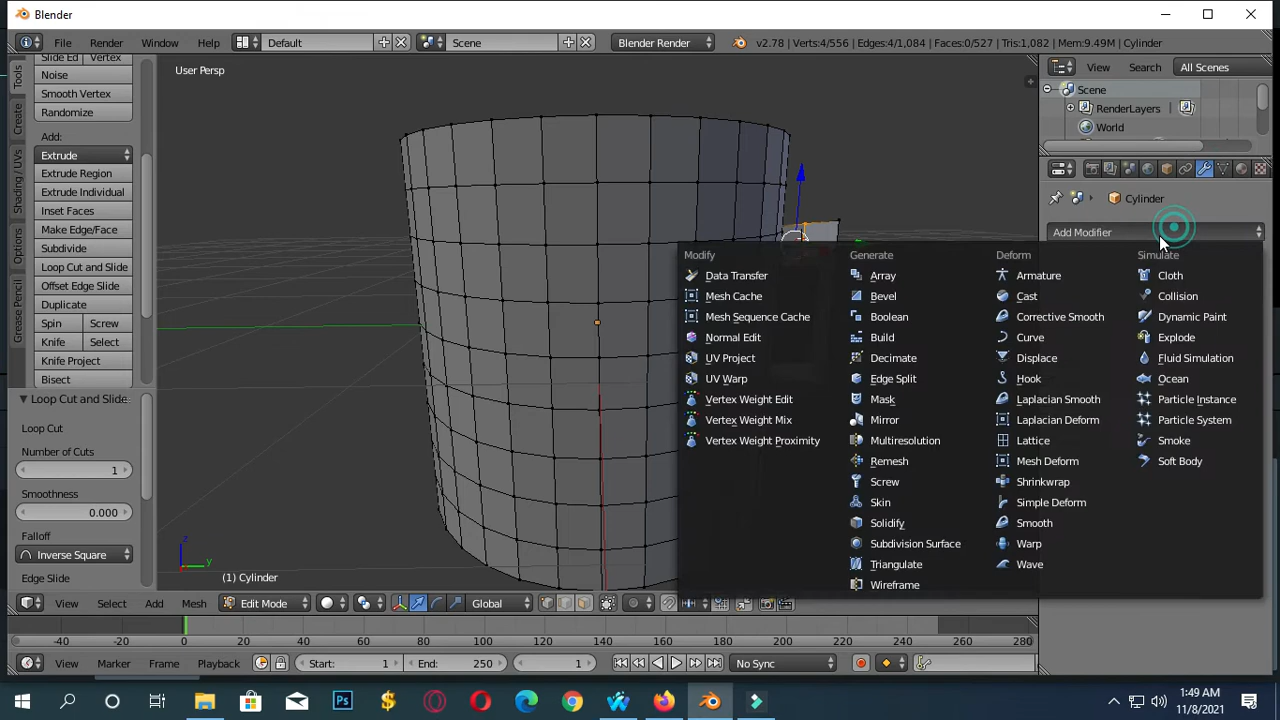 Blender
File Render Window Help Default Scene Blender Render v2.78 | Verts:4/556 | Edges:4/1,084 | Faces:0/527 | Tris:1,082 | Mem:9.49M | Cylinder
Tools
Create
Shading / UVs
Options
Grease Pencil
Slide Ed Vertex
Noise
Smooth Vertex
Randomize
Add:
Extrude
Extrude Region
Extrude Individual
Inset Faces
Make Edge/Face
Subdivide
Loop Cut and Slide
Offset Edge Slide
Duplicate
Spin Screw
Knife Select
Knife Project
Bisect
Loop Cut and Slide
Loop Cut
Number of Cuts
1
Smoothness
0.000
Falloff
Inverse Square
Edge Slide
User Persp
z
y
(1) Cylinder
View Search All Scenes
Scene
RenderLayers
World
Cylinder
Add Modifier
Modify
Data Transfer
Mesh Cache
Mesh Sequence Cache
Normal Edit
UV Project
UV Warp
Vertex Weight Edit
Vertex Weight Mix
Vertex Weight Proximity
Generate
Array
Bevel
Boolean
Build
Decimate
Edge Split
Mask
Mirror
Multiresolution
Remesh
Screw
Skin
Solidify
Subdivision Surface
Triangulate
Wireframe
Deform
Armature
Cast
Corrective Smooth
Curve
Displace
Hook
Laplacian Smooth
Laplacian Deform
Lattice
Mesh Deform
Shrinkwrap
Simple Deform
Smooth
Warp
Wave
Simulate
Cloth
Collision
Dynamic Paint
Explode
Fluid Simulation
Ocean
Particle Instance
Particle System
Smoke
Soft Body
View Select Add Mesh Edit Mode Global
-40 -20 0 20 40 60 80 100 120 140 160 180 200 220 240 260 280
View Marker Frame Playback Start: 1 End: 250 1 No Sync
Ps
1:49 AM
11/8/2021